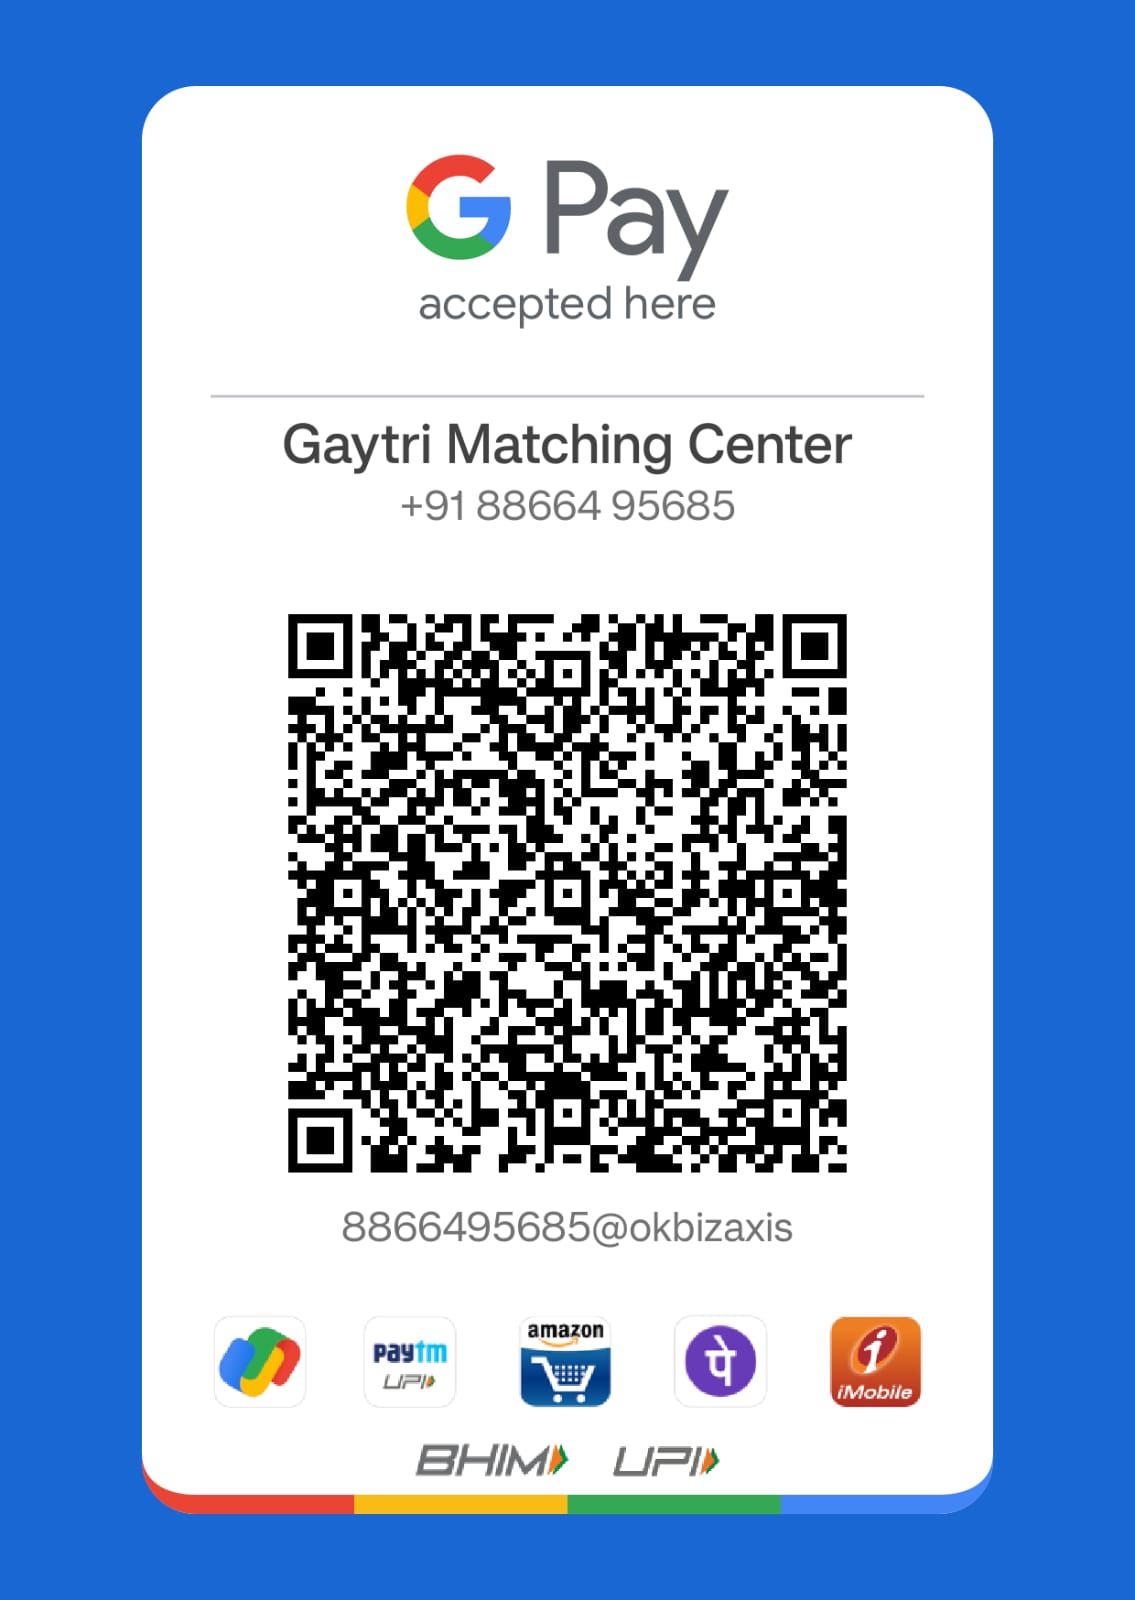 G Pay
accepted here
Gaytri Matching Center
+91 88664 95685
8866495685@okbizaxis
paytm
UPI
amazon
पे
i
iMobile
BHIM UPI